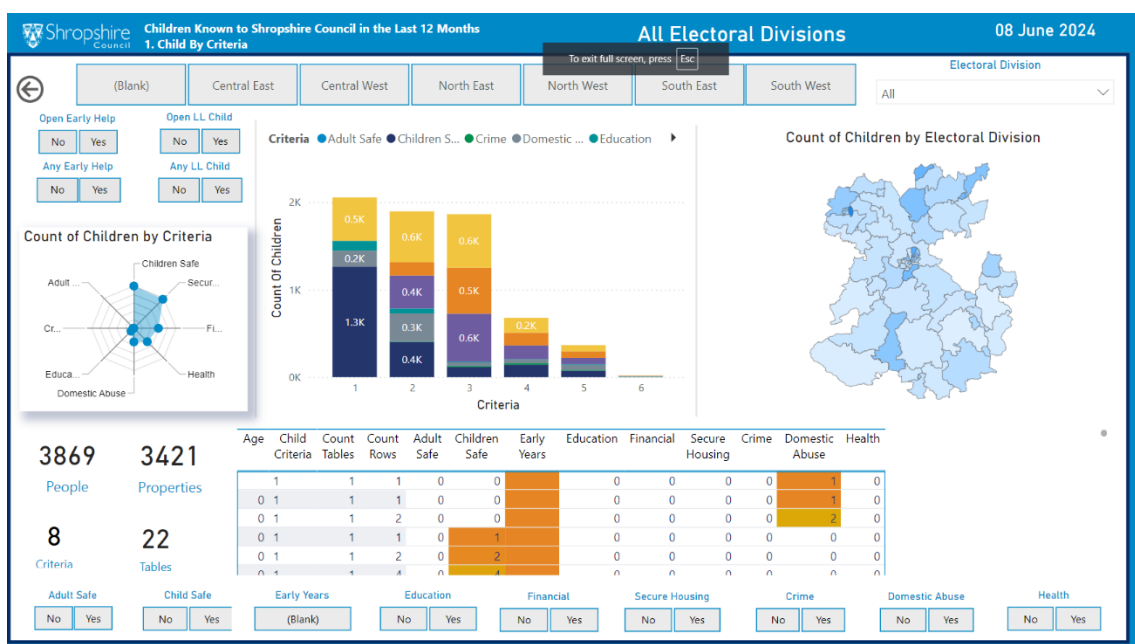 Shropshire
Council
Children Known to Shropshire Council in the Last 12 Months
1. Child By Criteria
All Electoral Divisions
08 June 2024
To exit full screen, press Esc
(Blank)
Central East
Central West
North East
North West
South East
South West
Electoral Division
All
Open Early Help
No Yes
Open LL Child
No Yes
Any Early Help
No Yes
Any LL Child
No Yes
Count of Children by Criteria
Children Safe
Secur...
Fi...
Health
Domestic Abuse
Educa...
Cr...
Adult ...
Criteria Adult Safe Children S... Crime Domestic ... Education
Count Of Children
2K
1K
0K
0.5K
0.2K
1.3K
0.6K
0.4K
0.3K
0.4K
0.6K
0.5K
0.6K
0.2K
1 2 3 4 5 6
Criteria
Count of Children by Electoral Division
3869
People
3421
Properties
8
Criteria
22
Tables
Age Child Criteria Count Tables Count Rows Adult Safe Children Safe Early Years Education Financial Secure Housing Crime Domestic Abuse Health
1 1 1 0 0 0 0 0 0 1 0
0 1 1 1 0 0 0 0 0 0 1 0
0 1 1 2 0 0 0 0 0 0 2 0
0 1 1 1 0 1 0 0 0 0 0 0
0 1 1 2 0 2 0 0 0 0 0 0
0 1 1 4 0 4 0 0 0 0 0 0
Adult Safe
No Yes
Child Safe
No Yes
Early Years
(Blank)
Education
No Yes
Financial
No Yes
Secure Housing
No Yes
Crime
No Yes
Domestic Abuse
No Yes
Health
No Yes